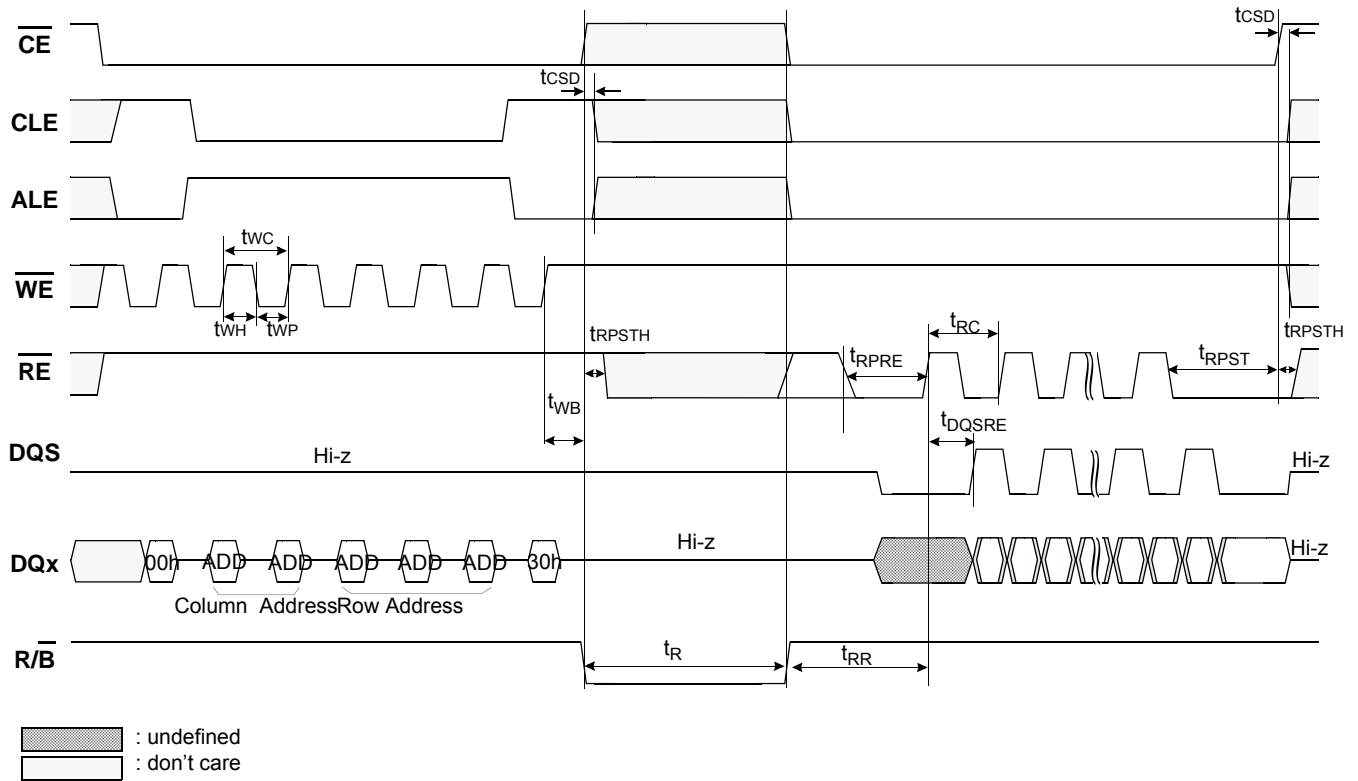 tCSD
CE
tCSD
CLE
ALE
tWC
WE
tWH
tWP
tRPSTH
tRC
tRPSTH
RE
tRPRE
tRPST
tWB
tDQSRE
DQS
Hi-z
Hi-z
DQx
00h ADD ADD ADD ADD ADD 30h
Hi-z
Hi-z
Column AddressRow Address
R/B
tR
tRR
: undefined
: don't care